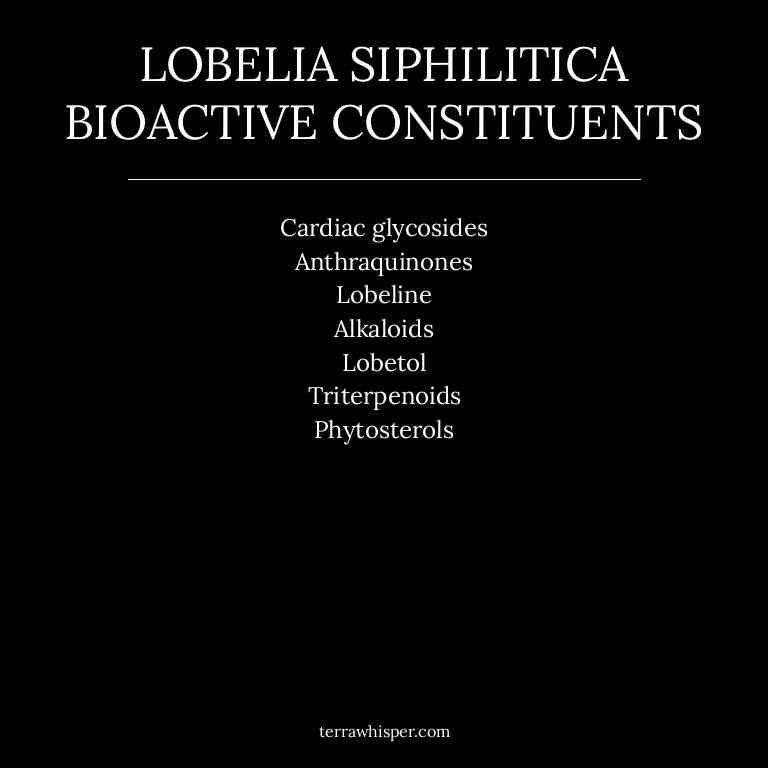 LOBELIA SIPHILITICA
BIOACTIVE CONSTITUENTS
Cardiac glycosides
Anthraquinones
Lobeline
Alkaloids
Lobetol
Triterpenoids
Phytosterols
terrawhisper.com